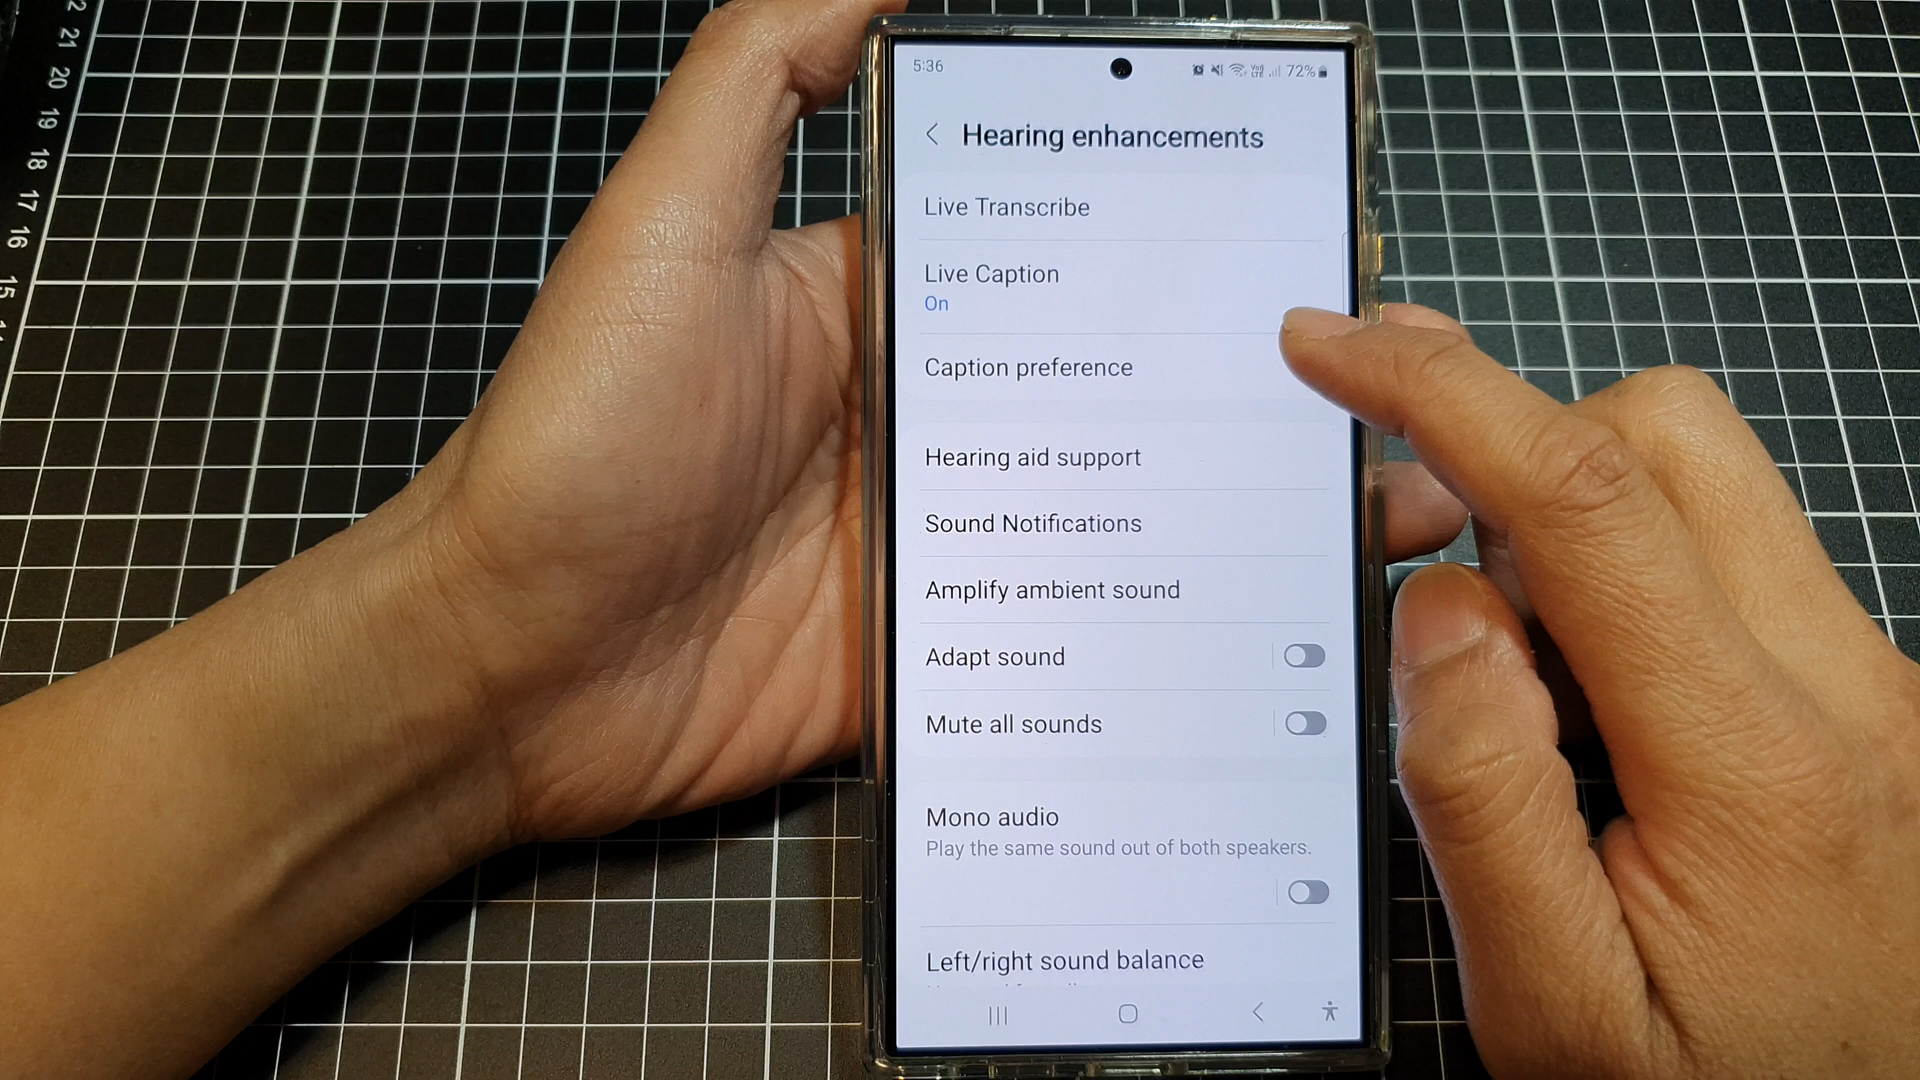 22
21
20
19
18
17
16
15
5:36
72%
Hearing enhancements
Live Transcribe
Live Caption
On
Caption preference
Hearing aid support
Sound Notifications
Amplify ambient sound
Adapt sound
Mute all sounds
Mono audio
Play the same sound out of both speakers.
Left/right sound balance